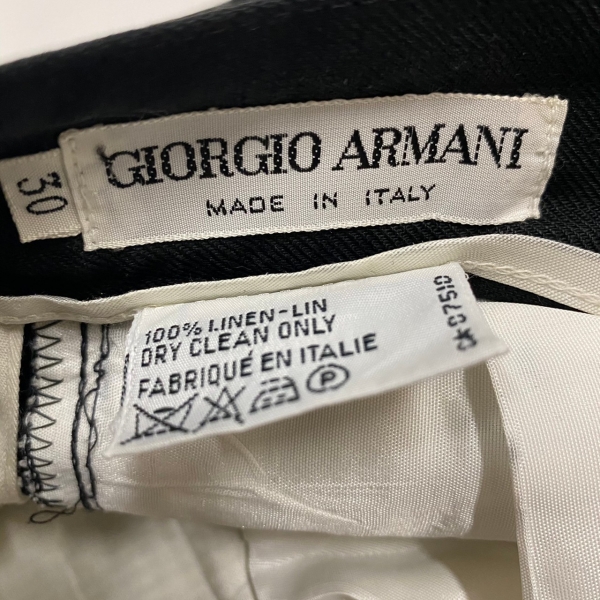 GIORGIO ARMANI
MADE IN ITALY
30
100% LINEN-LIN
DRY CLEAN ONLY
FABRIQUÉ EN ITALIE
P